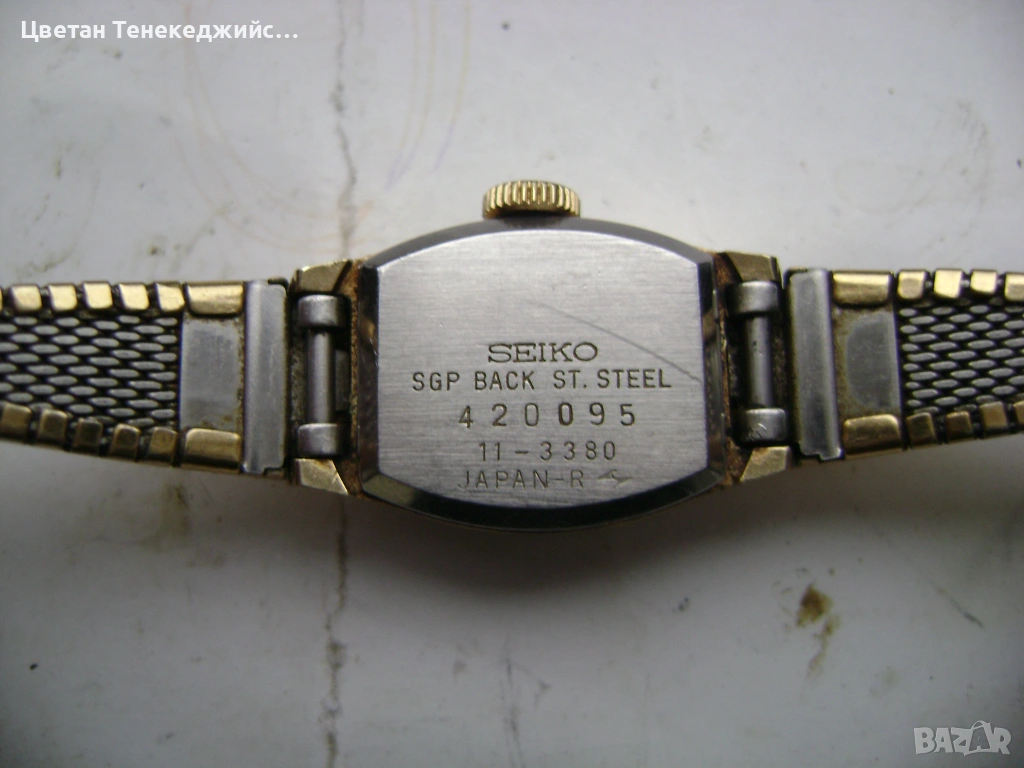 Цветан Тенекеджийс...
SEIKO
SGP BACK ST. STEEL
420095
11-3380
JAPAN-R
BAZAR